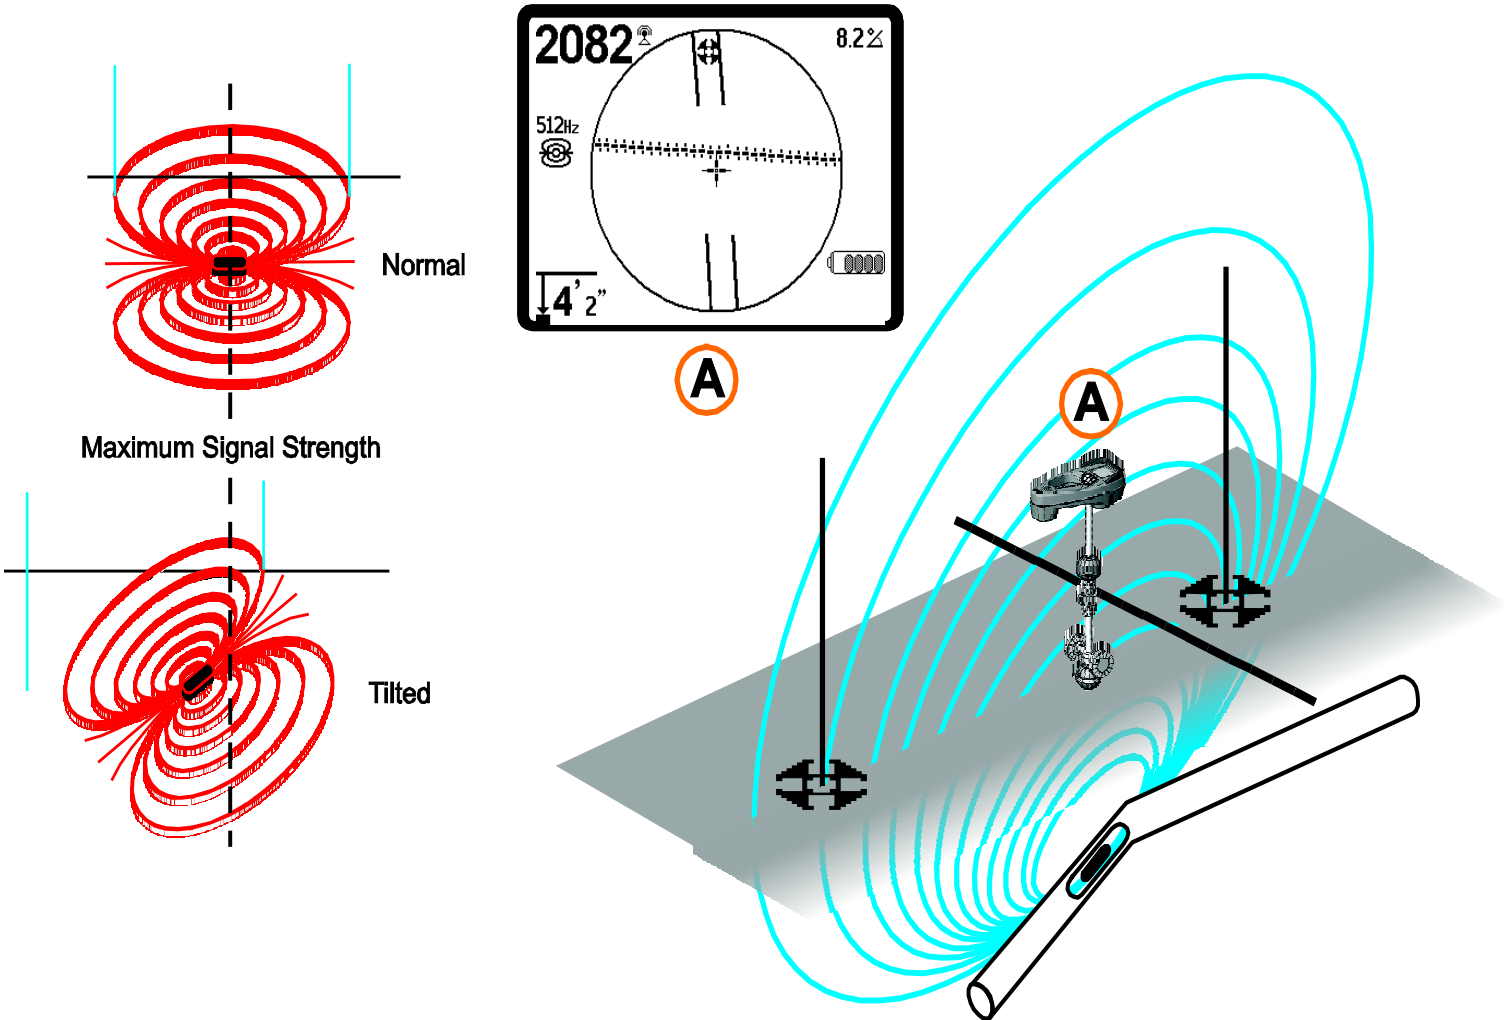 2082
8.2%
512Hz
4' 2"
A
A
Normal
Maximum Signal Strength
Tilted